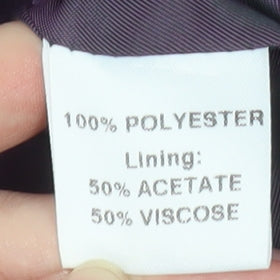 100% POLYESTER
Lining:
50% ACETATE
50% VISCOSE